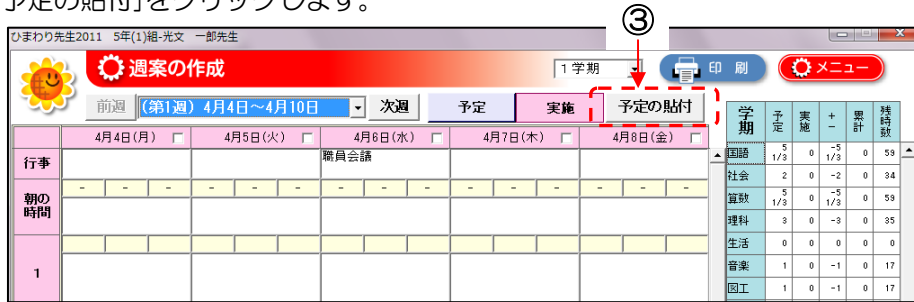 予定の貼付」をクリックします。
③
ひまわり先生2011 5年(1)組-光文 一郎先生
週案の作成
1学期
印刷
メニュー
前週
(第1週) 4月4日～4月10日
次週
予定
実施
予定の貼付
4月4日(月) 4月5日(火) 4月6日(水) 4月7日(木) 4月8日(金)
行事 職員会議
朝の時間
- - - - - - - - - - - - - - -
1
学期 予定 実施 +- 累計 残時数
国語 5 1/3 0 -5 1/3 0 59
社会 2 0 -2 0 34
算数 5 1/3 0 -5 1/3 0 59
理科 3 0 -3 0 35
生活 0 0 0 0 0
音楽 1 0 -1 0 17
図工 1 0 -1 0 17